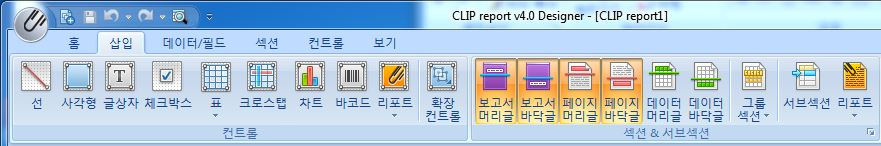 CLIP report v4.0 Designer - [CLIP report1]
홈 삽입 데이터/필드 섹션 컨트롤 보기
선 사각형 글상자 체크박스 표 크로스탭 차트 바코드 리포트 확장 컨트롤 보고서 머리글 보고서 바닥글 페이지 머리글 페이지 바닥글 데이터 머리글 데이터 바닥글 그룹 섹션 서브섹션 리포트
컨트롤 섹션 & 서브섹션